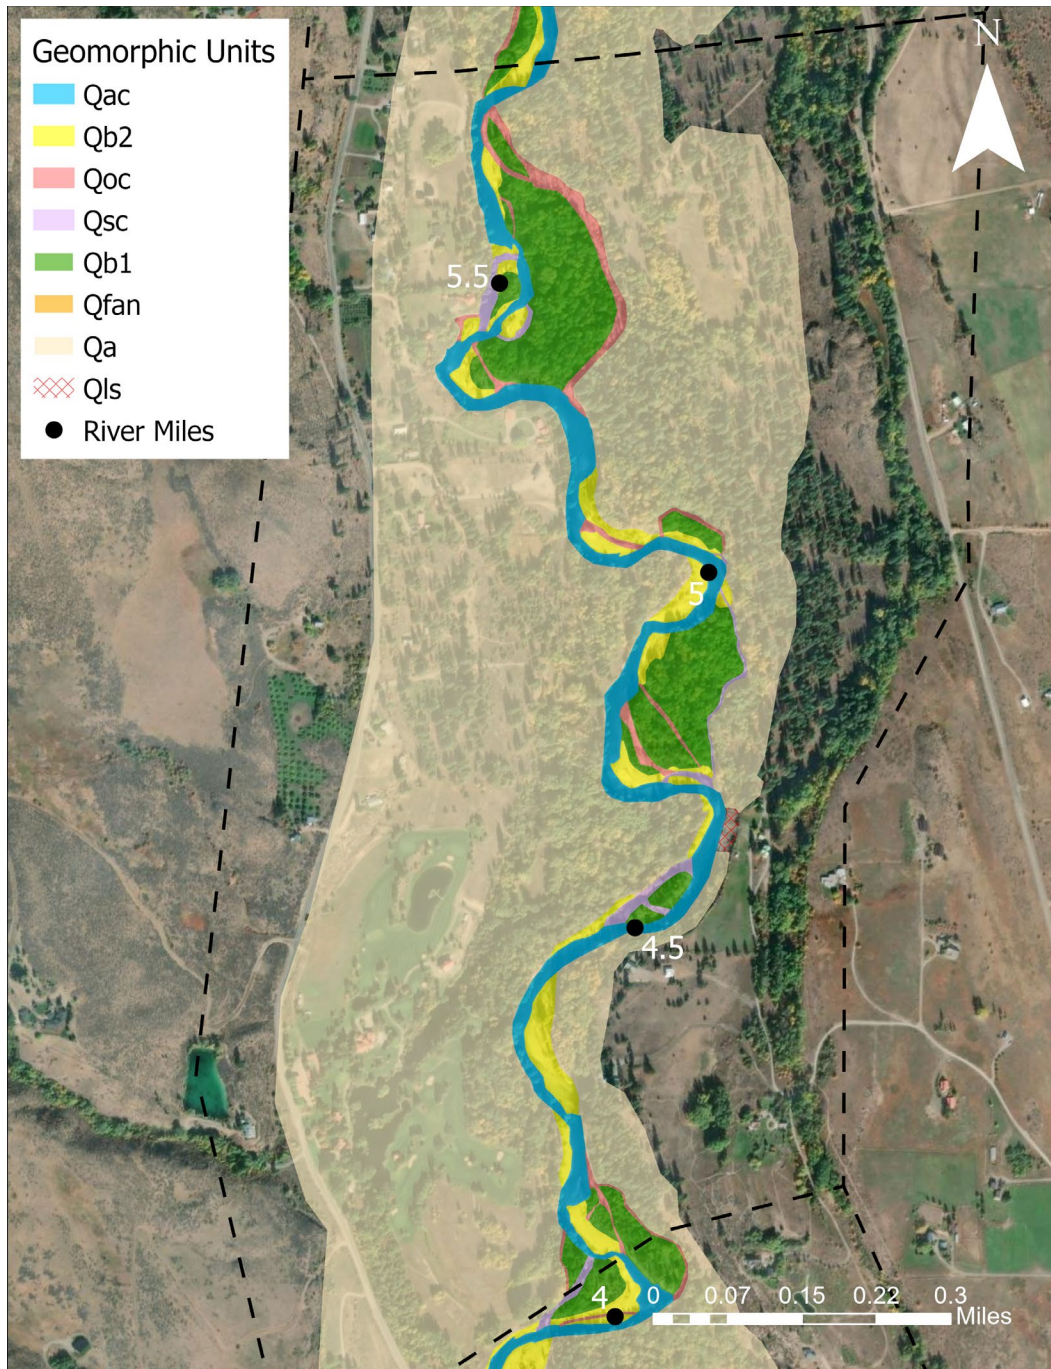 Geomorphic Units
Qac
Qb2
Qoc
Qsc
Qb1
Qfan
Qa
Qls
River Miles
N
5.5
5
4.5
4
0 0.07 0.15 0.22 0.3
Miles